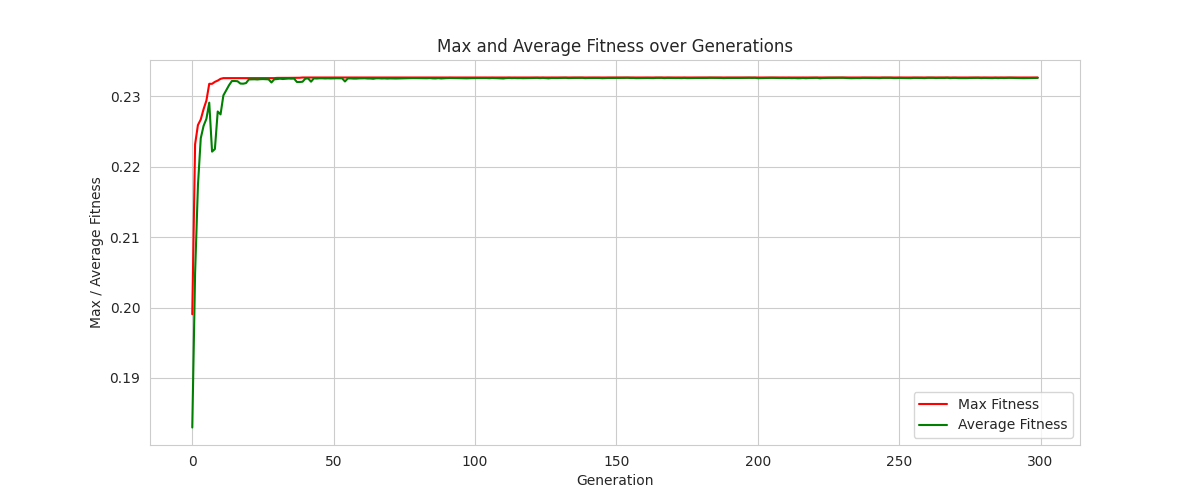 Max and Average Fitness over Generations
Max / Average Fitness
0.23
0.22
0.21
0.20
0.19
0
50
100
150
200
250
300
Generation
Max Fitness
Average Fitness